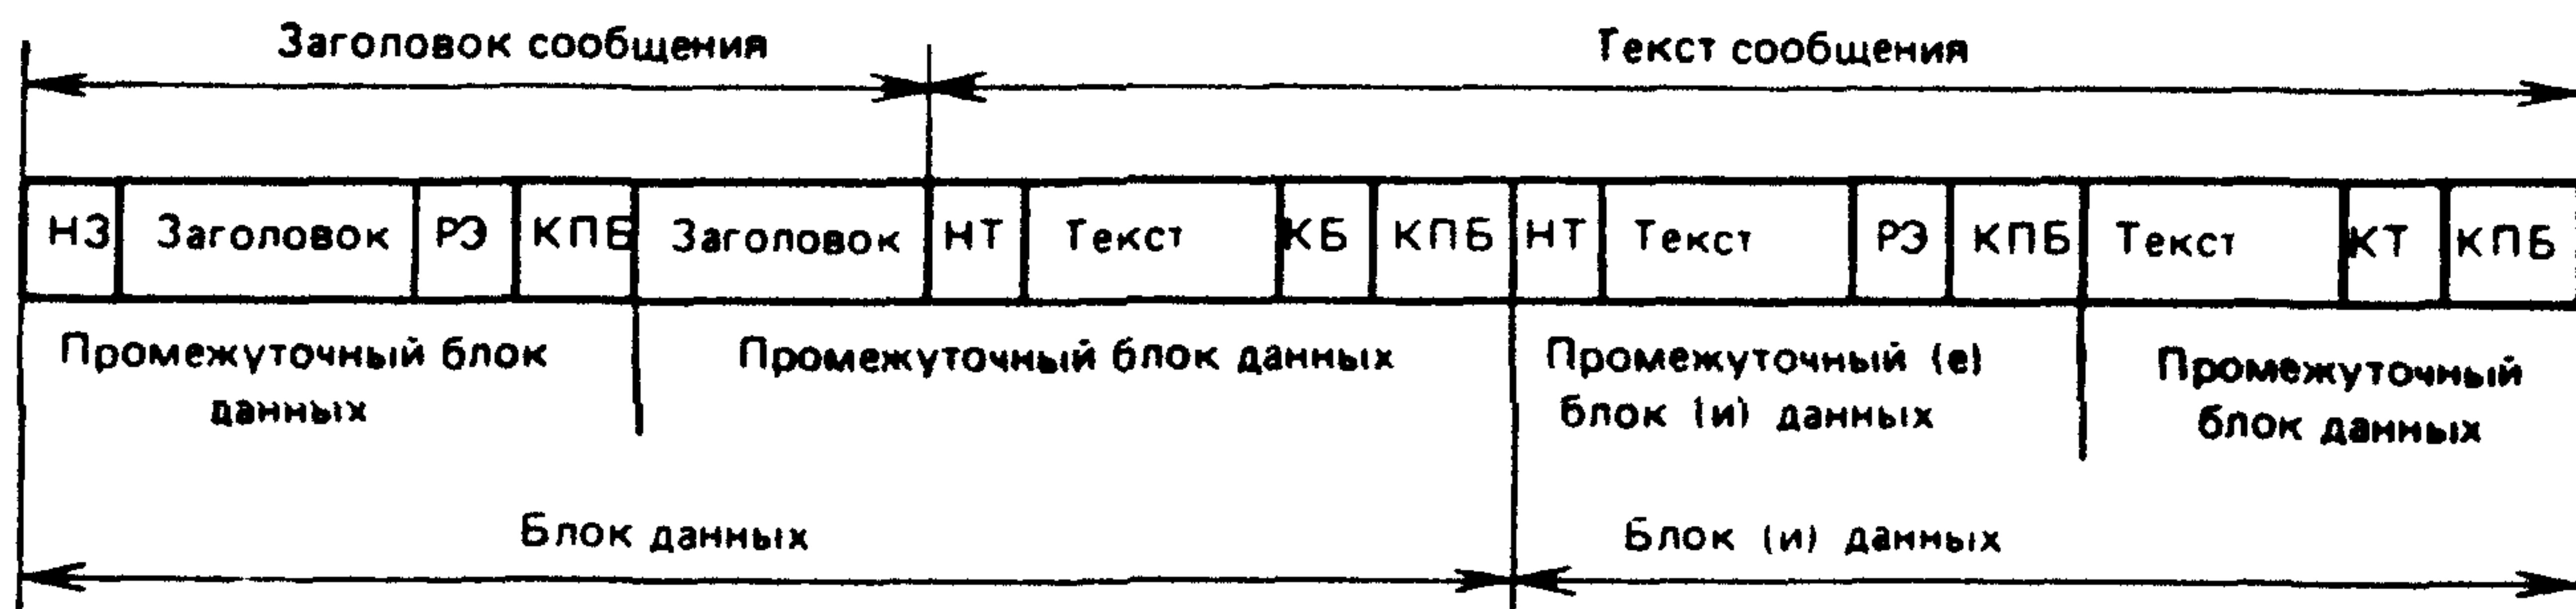 Заголовок сообщения
Текст сообщения
НЗ Заголовок РЭ КПБ Заголовок НТ Текст КБ КПБ НТ Текст РЭ КПБ Текст КТ КПБ
Промежуточный блок
данных
Промежуточный блок данных
Промежуточный (е)
блок (и) данных
Промежуточный
блок данных
Блок данных
Блок (и) данных